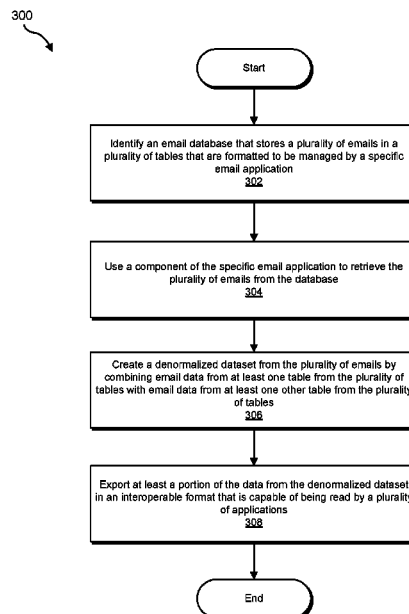 300
Start
Identify an email database that stores a plurality of emails in a
plurality of tables that are formatted to be managed by a specific
email application
302
Use a component of the specific email application to retrieve the
plurality of emails from the database
304
Create a denormalized dataset from the plurality of emails by
combining email data from at least one table from the plurality of
tables with email data from at least one other table from the plurality
of tables
306
Export at least a portion of the data from the denormalized dataset
in an interoperable format that is capable of being read by a plurality
of applications
308
End